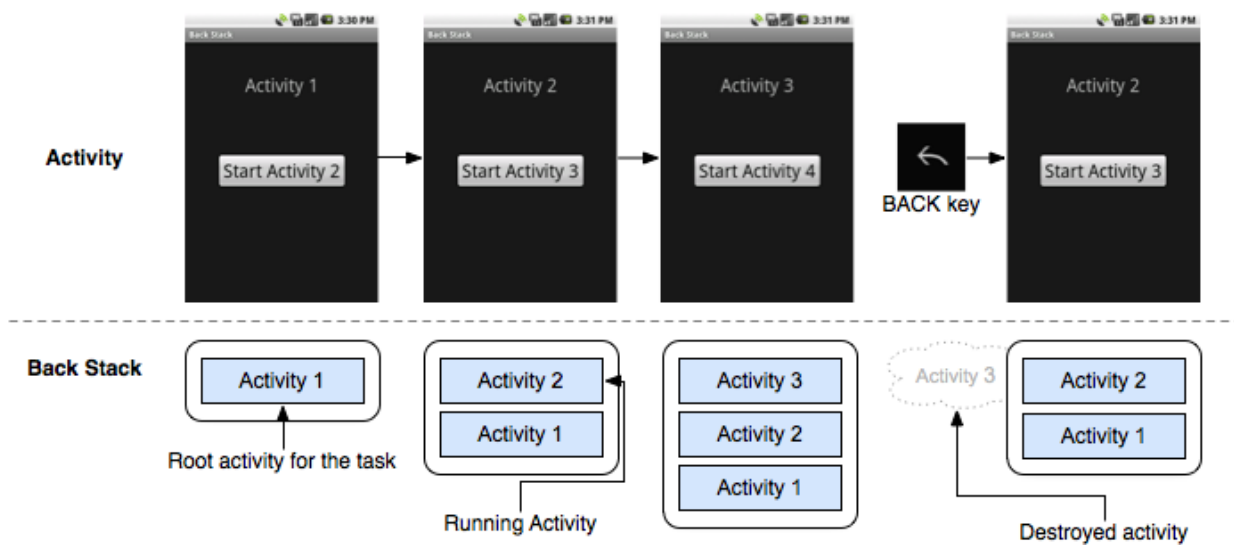 3:30 PM
Back Stack
Activity 1
Start Activity 2
3:31 PM
Back Stack
Activity 2
Start Activity 3
3:31 PM
Back Stack
Activity 3
Start Activity 4
3:31 PM
Back Stack
Activity 2
Start Activity 3
Activity
BACK key
Back Stack
Activity 1
Root activity for the task
Activity 2
Activity 1
Running Activity
Activity 3
Activity 2
Activity 1
Activity 3
Activity 2
Activity 1
Destroyed activity